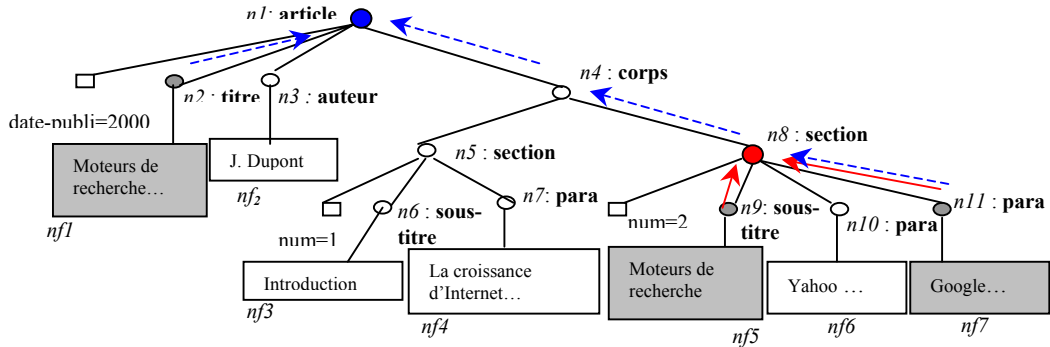 n1: article
n4 : corps
n2 : titre
n3 : auteur
date-publi=2000
n8 : section
Moteurs de
recherche…
J. Dupont
n5 : section
nf1
nf2
n7: para
n11 : para
n6 : sous-
titre
n9: sous-
titre
n10 : para
num=1
num=2
Introduction
La croissance
d’Internet…
Moteurs de
recherche
Yahoo …
Google…
nf3
nf4
nf5
nf6
nf7